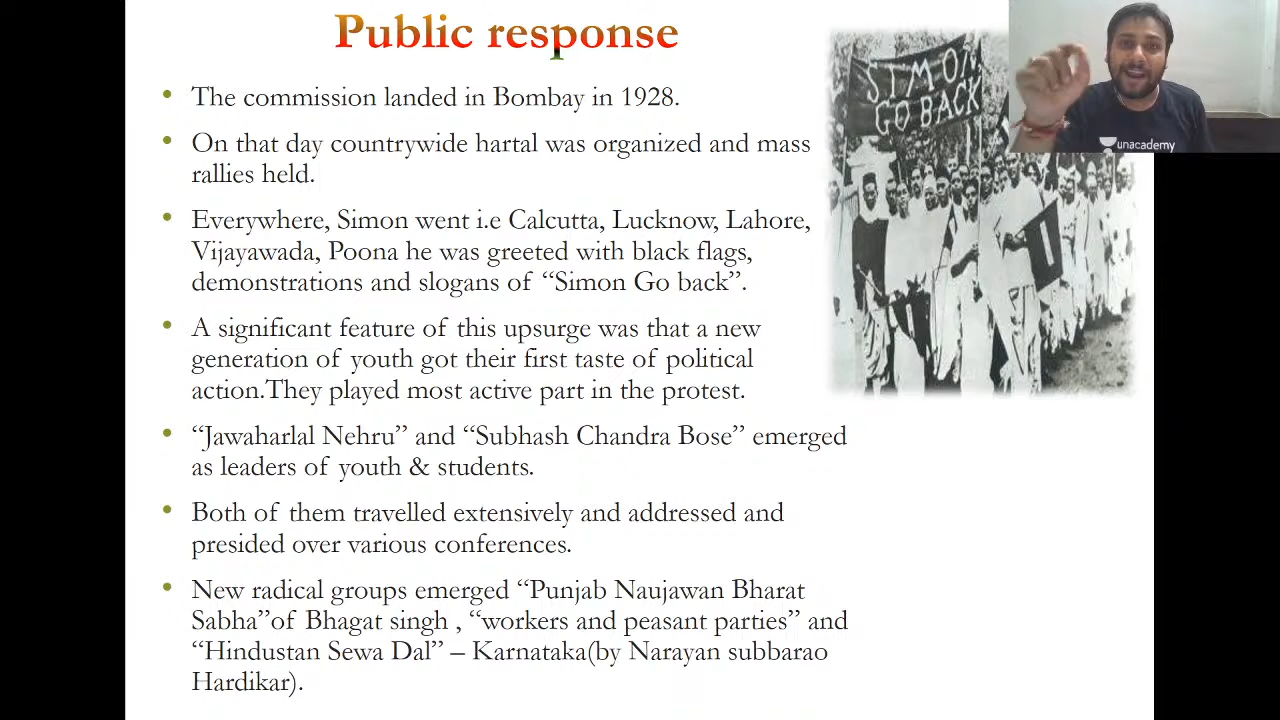 Public response
The commission landed in Bombay in 1928.
On that day countrywide hartal was organized and mass
rallies held.
Everywhere, Simon went i.e Calcutta, Lucknow, Lahore,
Vijayawada, Poona he was greeted with black flags,
demonstrations and slogans of “Simon Go back”.
A significant feature of this upsurge was that a new
generation of youth got their first taste of political
action.They played most active part in the protest.
“Jawaharlal Nehru” and “Subhash Chandra Bose” emerged
as leaders of youth & students.
Both of them travelled extensively and addressed and
presided over various conferences.
New radical groups emerged “Punjab Naujawan Bharat
Sabha”of Bhagat singh , “workers and peasant parties” and
“Hindustan Sewa Dal” – Karnataka(by Narayan subbarao
Hardikar).
SIMON
GO BACK
unacademy